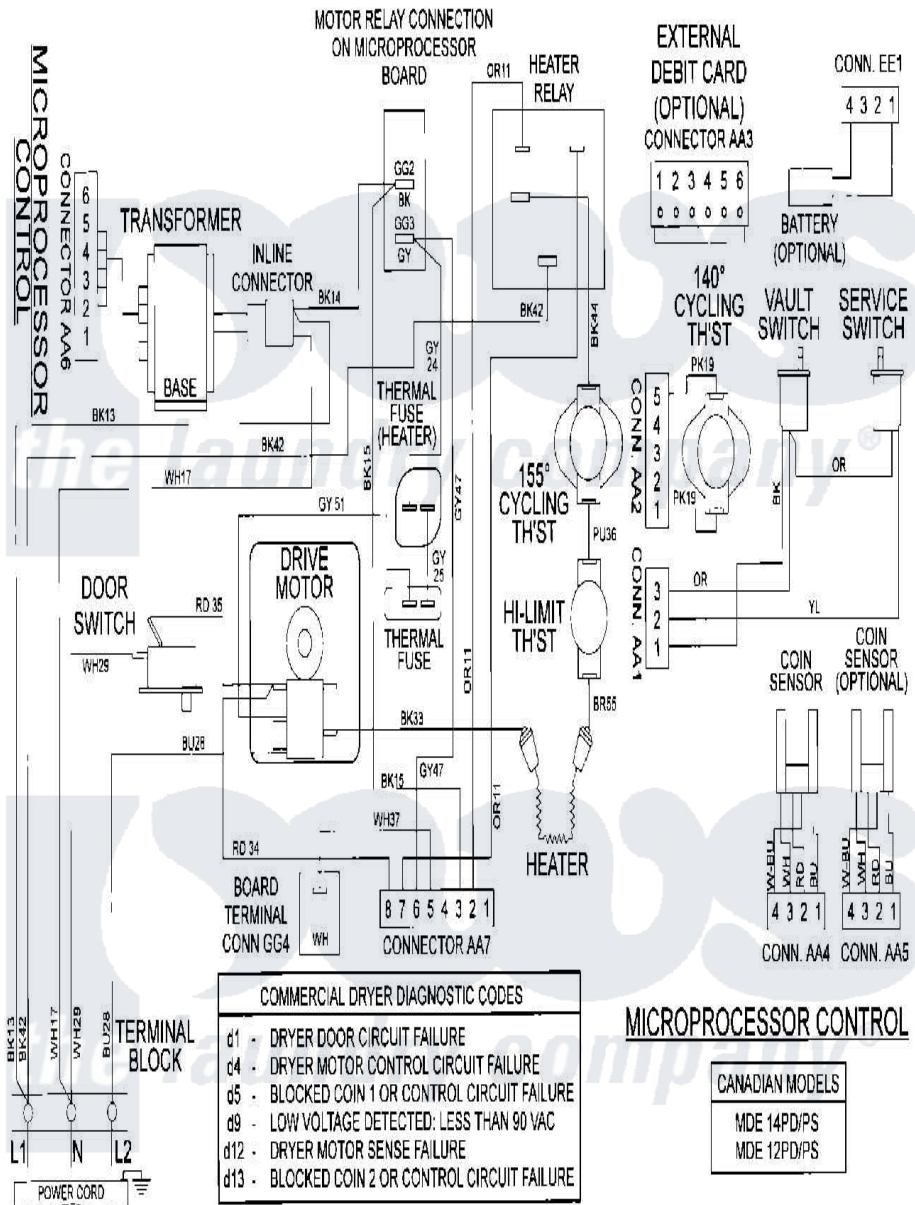 MOTOR RELAY CONNECTION
ON MICROPROCESSOR
BOARD
OR11
HEATER
RELAY
EXTERNAL
DEBIT CARD
(OPTIONAL)
CONNECTOR AA3
1 2 3 4 5 6
CONN. EE1
4 3 2 1
BATTERY
(OPTIONAL)
MICROPROCESSOR
CONTROL
CONNECTOR AA6
6
5
4
3
2
1
TRANSFORMER
BASE
INLINE
CONNECTOR
GG2
BK
GG3
GY
BK14
BK42
BK44
GY
24
140°
CYCLING
TH'ST
VAULT
SWITCH
SERVICE
SWITCH
PK19
BK13
BK42
WH17
THERMAL
FUSE
(HEATER)
BK15
GY47
GY 51
155°
CYCLING
TH'ST
CONN. AA2
5
4
3
2
1
PK19
OR
BK
DRIVE
MOTOR
GY
25
THERMAL
FUSE
PU36
HI-LIMIT
TH'ST
CONN. AA1
3
2
1
OR
YL
DOOR
SWITCH
RD 35
WH29
OR11
BR55
BK33
BU28
COIN
SENSOR
COIN
SENSOR
(OPTIONAL)
BK15
GY47
OR11
WH37
HEATER
RD 34
BOARD
TERMINAL
CONN GG4
WH
8 7 6 5 4 3 2 1
CONNECTOR AA7
W-BU
WH
RD
BU
4 3 2 1
CONN. AA4
W-BU
WH
RD
BU
4 3 2 1
CONN. AA5
BK13
BK42
WH17
WH29
BU28
TERMINAL
BLOCK
L1 N L2
POWER CORD
COMMERCIAL DRYER DIAGNOSTIC CODES
d1 - DRYER DOOR CIRCUIT FAILURE
d4 - DRYER MOTOR CONTROL CIRCUIT FAILURE
d5 - BLOCKED COIN 1 OR CONTROL CIRCUIT FAILURE
d9 - LOW VOLTAGE DETECTED: LESS THAN 90 VAC
d12 - DRYER MOTOR SENSE FAILURE
d13 - BLOCKED COIN 2 OR CONTROL CIRCUIT FAILURE
MICROPROCESSOR CONTROL
CANADIAN MODELS
MDE 14PD/PS
MDE 12PD/PS
the laundry company®
the laundry company®